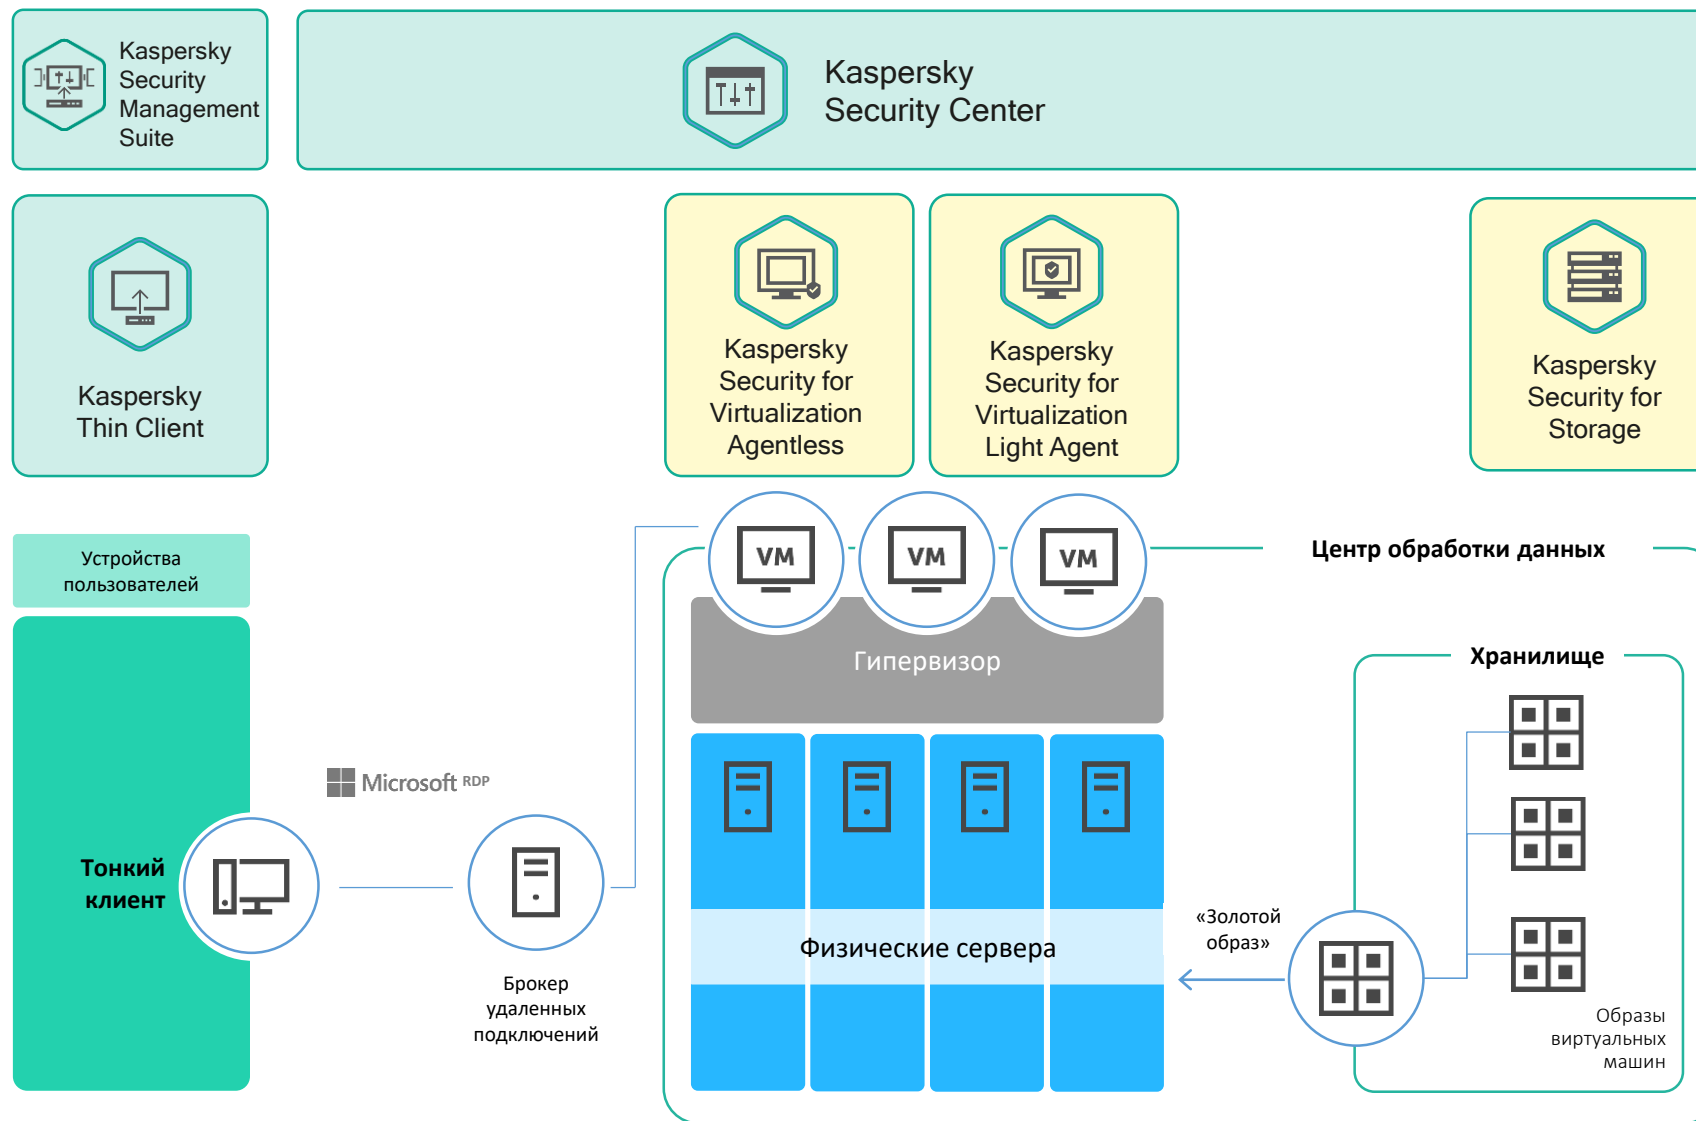 Kaspersky
Security
Management
Suite
Kaspersky
Security Center
Kaspersky
Thin Client
Kaspersky
Security for
Virtualization
Agentless
Kaspersky
Security for
Virtualization
Light Agent
Kaspersky
Security for
Storage
Устройства
пользователей
VM
VM
VM
Центр обработки данных
Гипервизор
Хранилище
Microsoft RDP
Тонкий
клиент
«Золотой
образ»
Физические сервера
Брокер
удаленных
подключений
Образы
виртуальных
машин